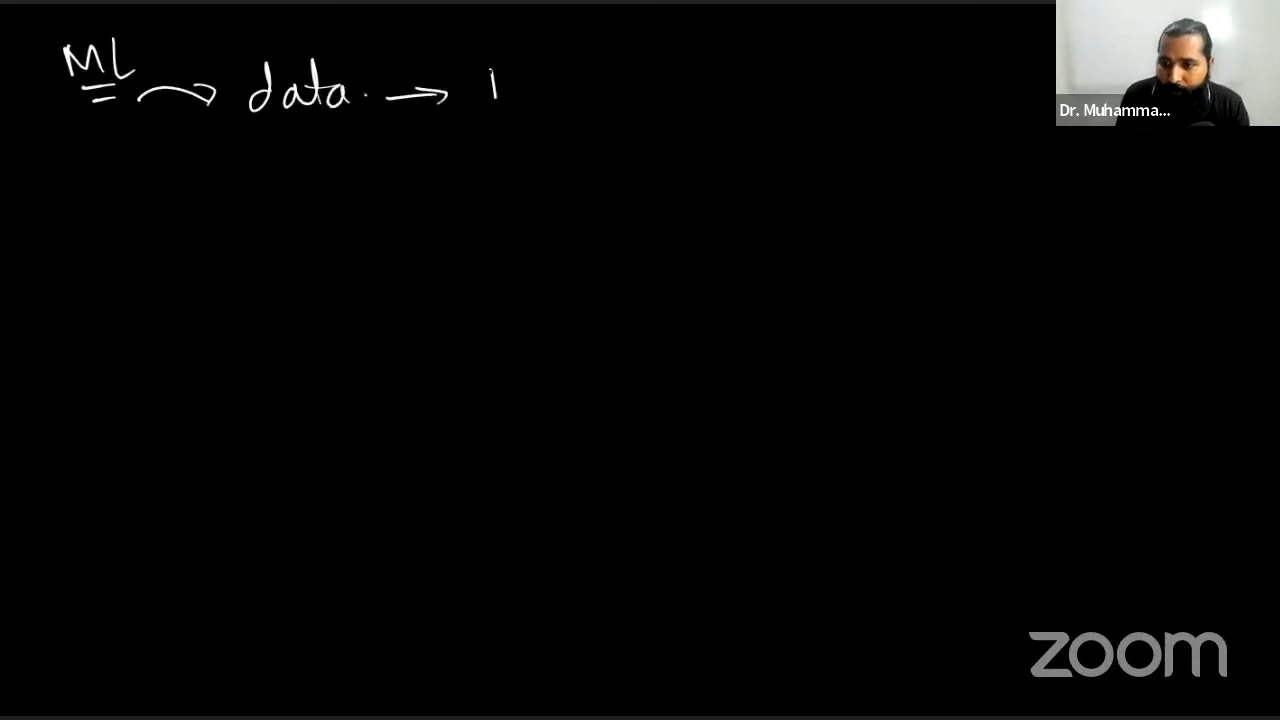 ML → data. →
Dr. Muhamma...
zoom